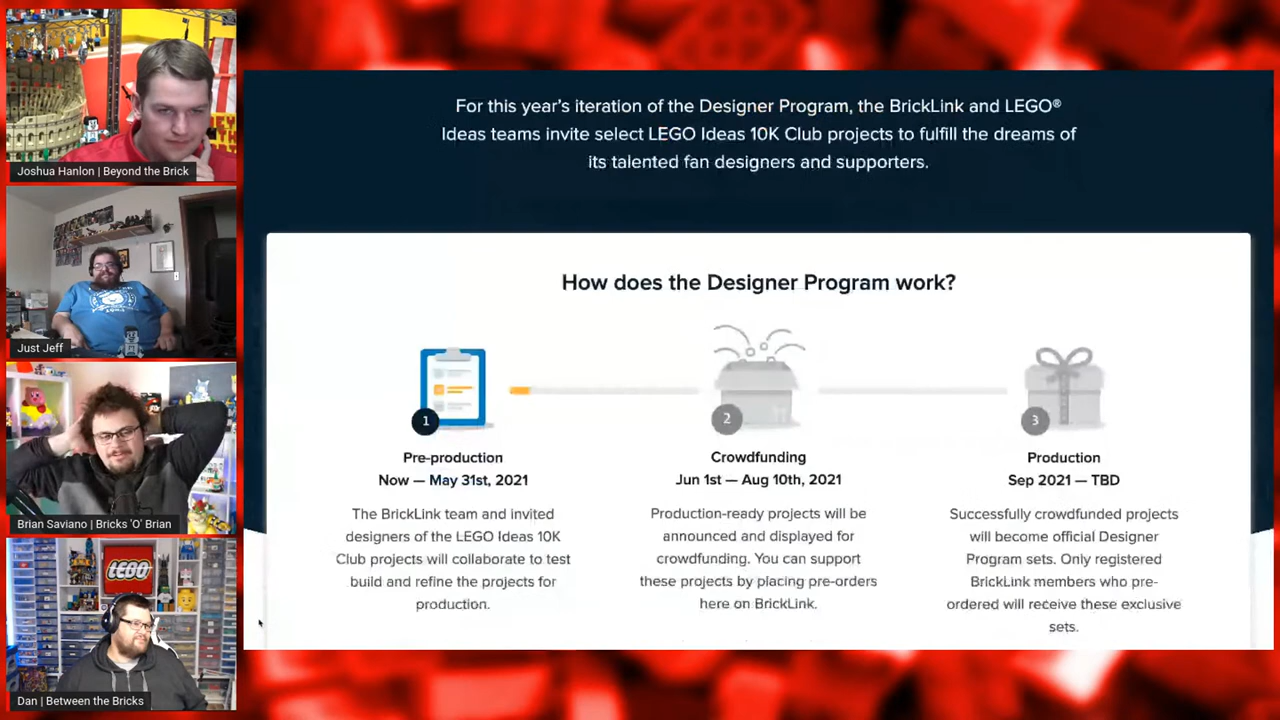 Joshua Hanlon | Beyond the Brick
Just Jeff
Brian Saviano | Bricks 'O' Brian
LEGO
Dan | Between the Bricks
For this year's iteration of the Designer Program, the BrickLink and LEGO®
Ideas teams invite select LEGO Ideas 10K Club projects to fulfill the dreams of
its talented fan designers and supporters.
How does the Designer Program work?
1
Pre-production
Now — May 31st, 2021
The BrickLink team and invited
designers of the LEGO Ideas 10K
Club projects will collaborate to test
build and refine the projects for
production.
2
Crowdfunding
Jun 1st — Aug 10th, 2021
Production-ready projects will be
announced and displayed for
crowdfunding. You can support
these projects by placing pre-orders
here on BrickLink.
3
Production
Sep 2021 — TBD
Successfully crowdfunded projects
will become official Designer
Program sets. Only registered
BrickLink members who pre-
ordered will receive these exclusive
sets.